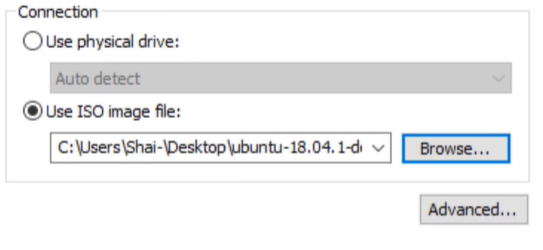 Connection
Use physical drive:
Auto detect
Use ISO image file:
C:\Users\Shai-\Desktop\ubuntu-18.04.1-d
Browse...
Advanced...